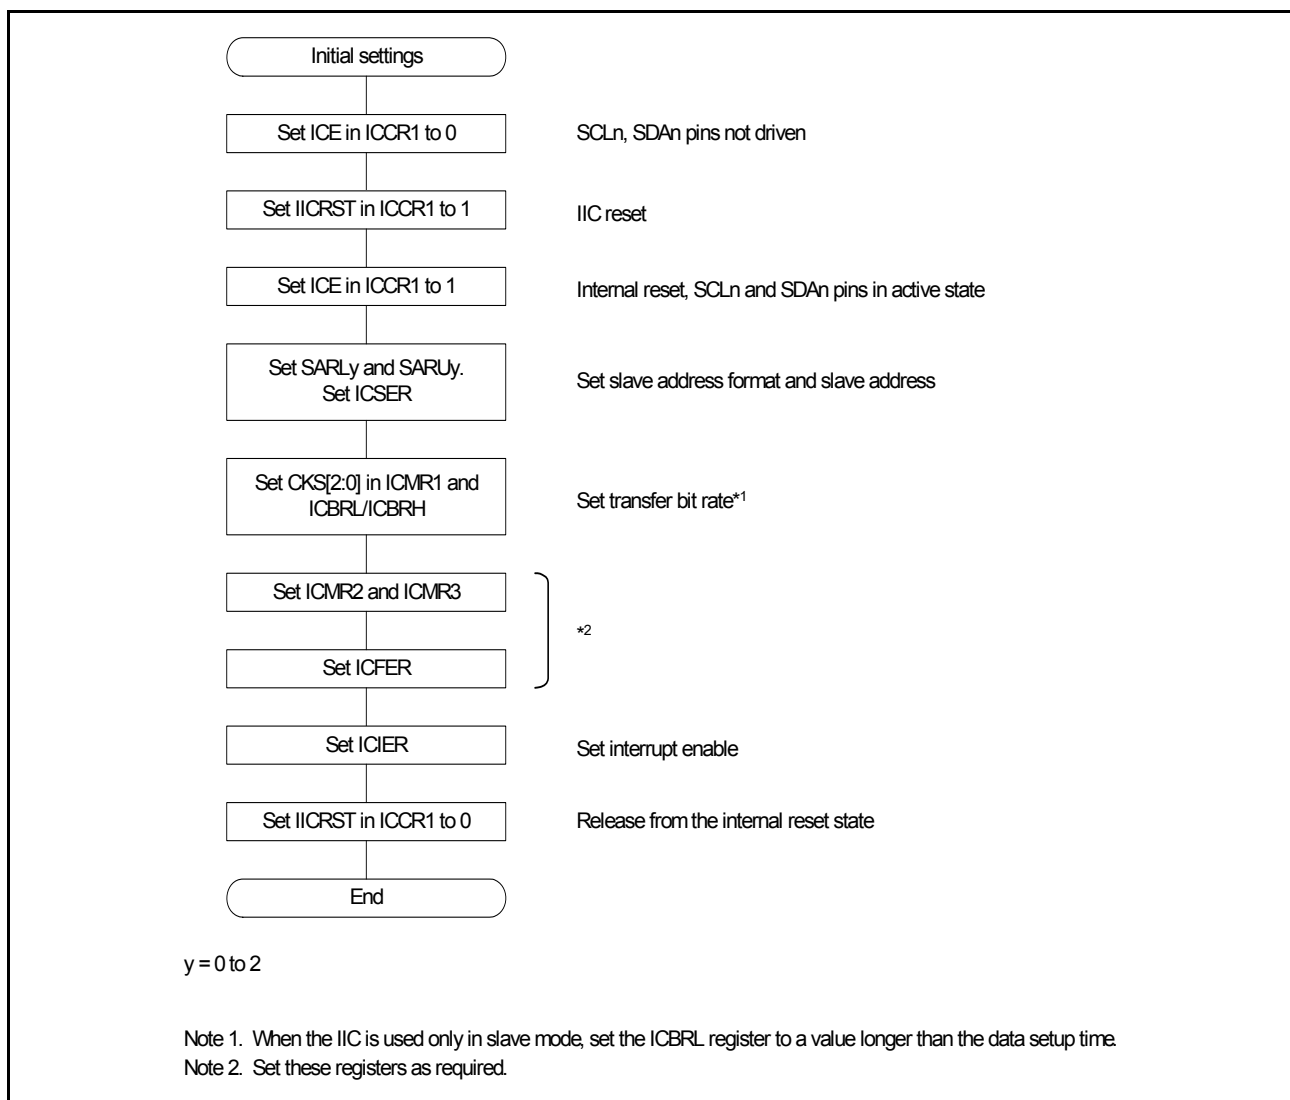 Initial settings
Set ICE in ICCR1 to 0
SCLn, SDAn pins not driven
Set IICRST in ICCR1 to 1
IIC reset
Set ICE in ICCR1 to 1
Internal reset, SCLn and SDAn pins in active state
Set SARLy and SARUy.
Set ICSER
Set slave address format and slave address
Set CKS[2:0] in ICMR1 and
ICBRL/ICBRH
Set transfer bit rate*1
Set ICMR2 and ICMR3
*2
Set ICFER
Set ICIER
Set interrupt enable
Set IICRST in ICCR1 to 0
Release from the internal reset state
End
y = 0 to 2
Note 1. When the IIC is used only in slave mode, set the ICBRL register to a value longer than the data setup time.
Note 2. Set these registers as required.